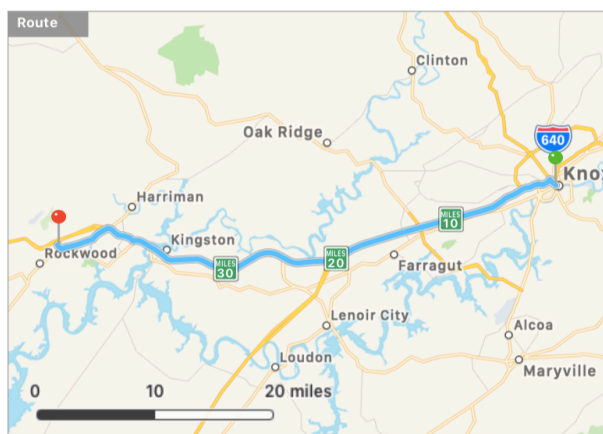 Route
Clinton
Oak Ridge
640
Kno
Harriman
MILES
10
Kingston
Rockwood
MILES
20
MILES
30
Farragut
Lenoir City
Alcoa
Loudon
Maryville
0 10 20 miles